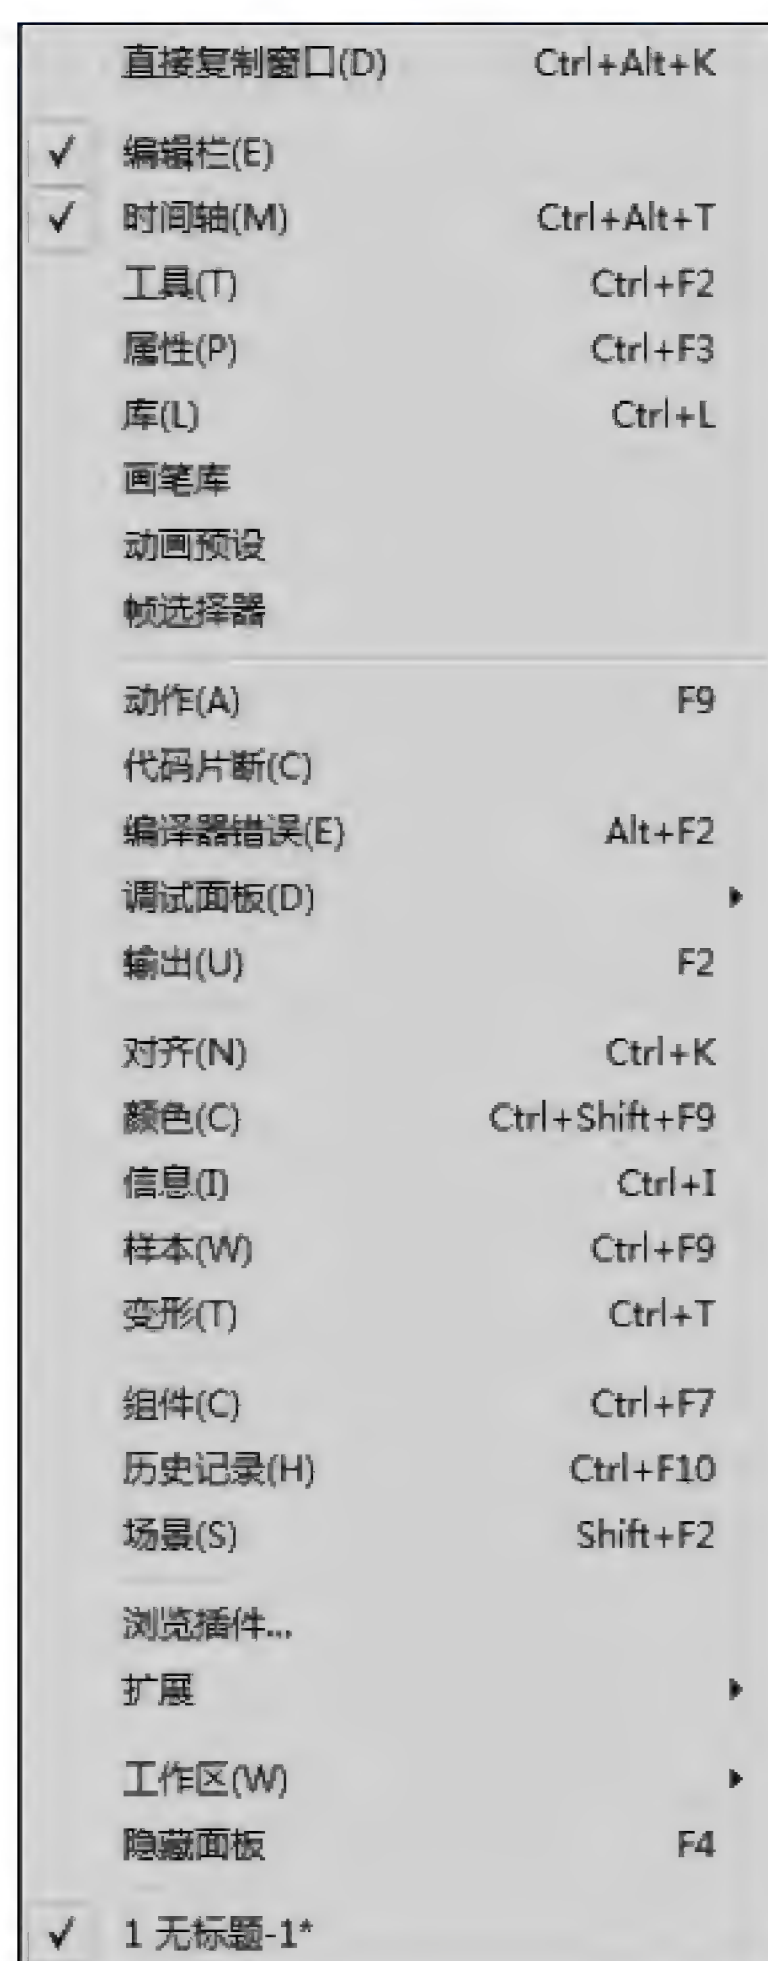 直接复制窗口(D) Ctrl+Alt+K
✓ 编辑栏(E)
✓ 时间轴(M) Ctrl+Alt+T
工具(T) Ctrl+F2
属性(P) Ctrl+F3
库(L) Ctrl+L
画笔库
动画预设
帧选择器
动作(A) F9
代码片断(C)
编译器错误(E) Alt+F2
调试面板(D)
输出(U) F2
对齐(N) Ctrl+K
颜色(C) Ctrl+Shift+F9
信息(I) Ctrl+I
样本(W) Ctrl+F9
变形(T) Ctrl+T
组件(C) Ctrl+F7
历史记录(H) Ctrl+F10
场景(S) Shift+F2
浏览插件...
扩展
工作区(W)
隐藏面板 F4
✓ 1 无标题-1*